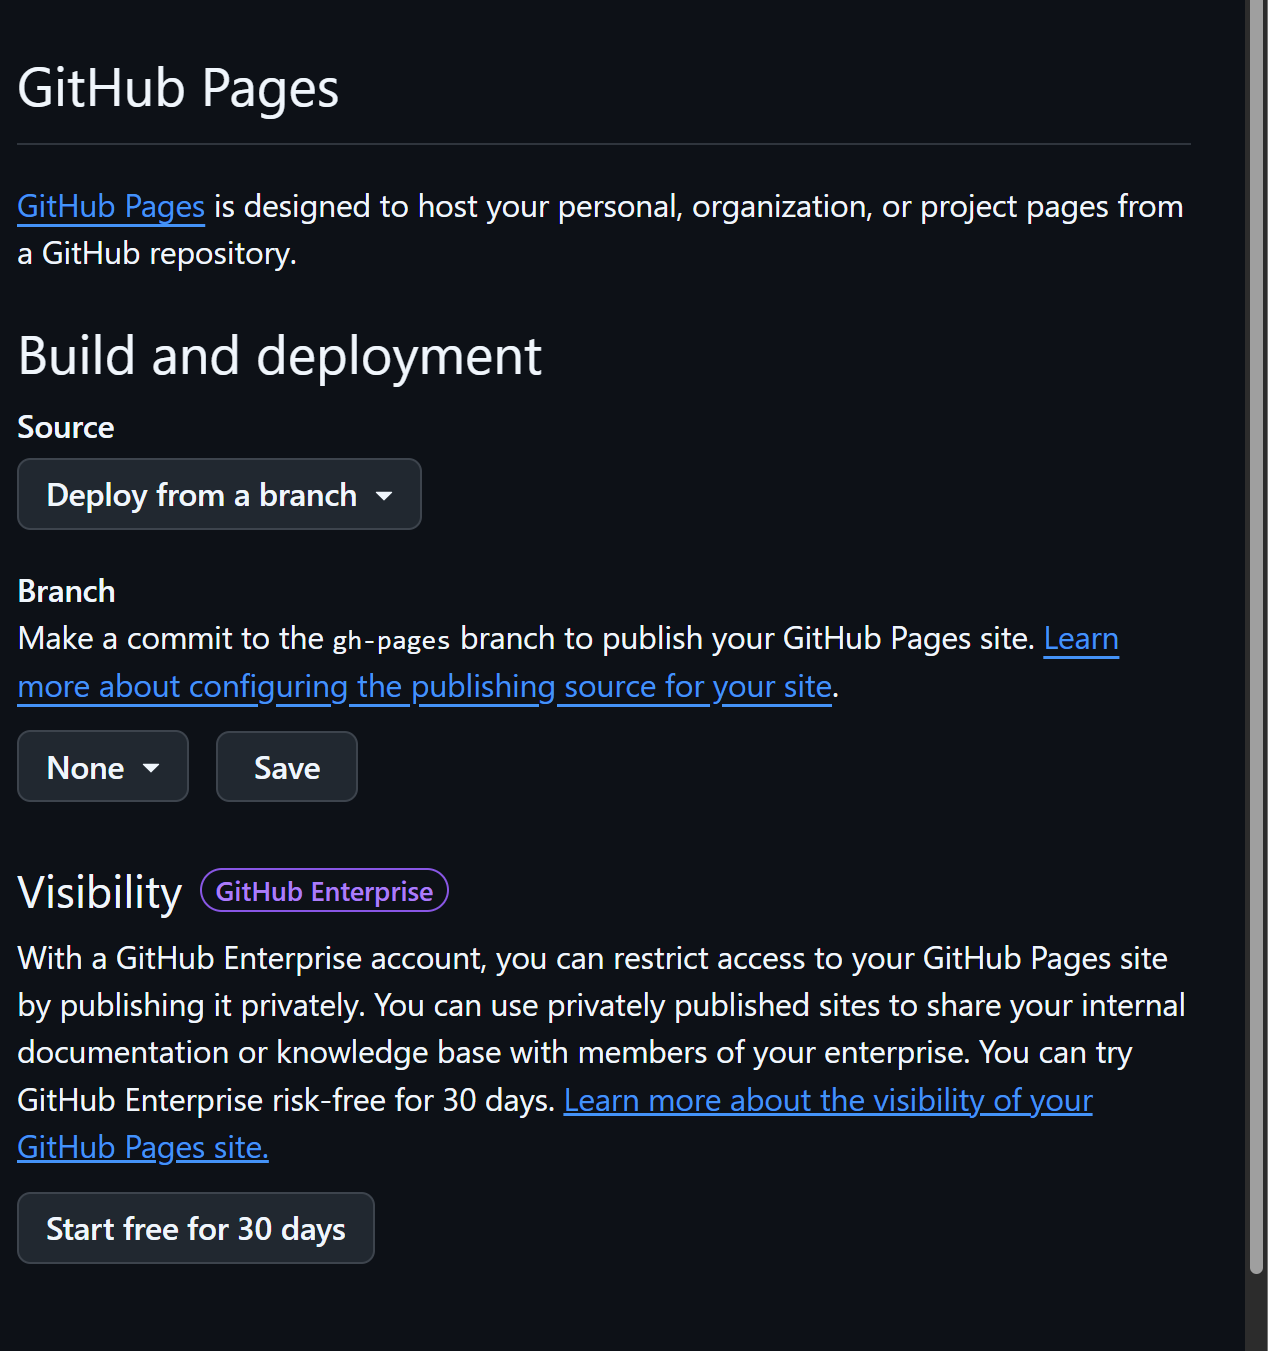 GitHub Pages
GitHub Pages is designed to host your personal, organization, or project pages from
a GitHub repository.
Build and deployment
Source
Deploy from a branch
Branch
Make a commit to the gh-pages branch to publish your GitHub Pages site. Learn
more about configuring the publishing source for your site.
None Save
Visibility GitHub Enterprise
With a GitHub Enterprise account, you can restrict access to your GitHub Pages site
by publishing it privately. You can use privately published sites to share your internal
documentation or knowledge base with members of your enterprise. You can try
GitHub Enterprise risk-free for 30 days. Learn more about the visibility of your
GitHub Pages site.
Start free for 30 days